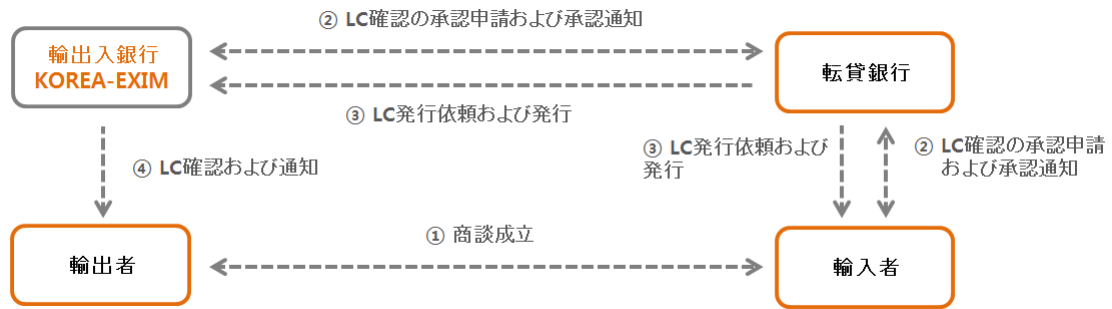 ② LC確認の承認申請および承認通知
輸出入銀行
KOREA-EXIM
転貸銀行
③ LC発行依頼および発行
④ LC確認および通知
③ LC発行依頼および
発行
② LC確認の承認申請
および承認通知
① 商談成立
輸出者
輸入者